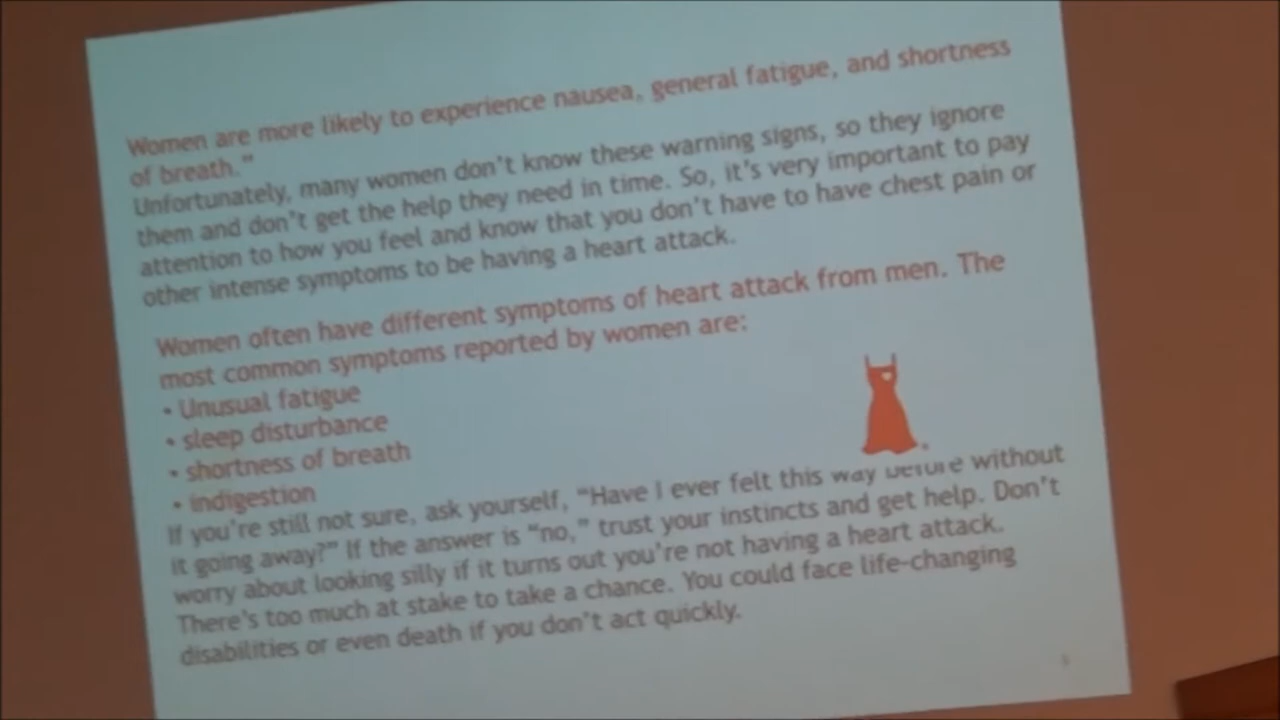 Women are more likely to experience nausea, general fatigue, and shortness
of breath.”
Unfortunately, many women don’t know these warning signs, so they ignore
them and don’t get the help they need in time. So, it’s very important to pay
attention to how you feel and know that you don’t have to have chest pain or
other intense symptoms to be having a heart attack.
Women often have different symptoms of heart attack from men. The
most common symptoms reported by women are:
• Unusual fatigue
• sleep disturbance
• shortness of breath
• indigestion
If you’re still not sure, ask yourself, “Have I ever felt this way before without
it going away?” If the answer is “no,” trust your instincts and get help. Don’t
worry about looking silly if it turns out you’re not having a heart attack.
There’s too much at stake to take a chance. You could face life-changing
disabilities or even death if you don’t act quickly.